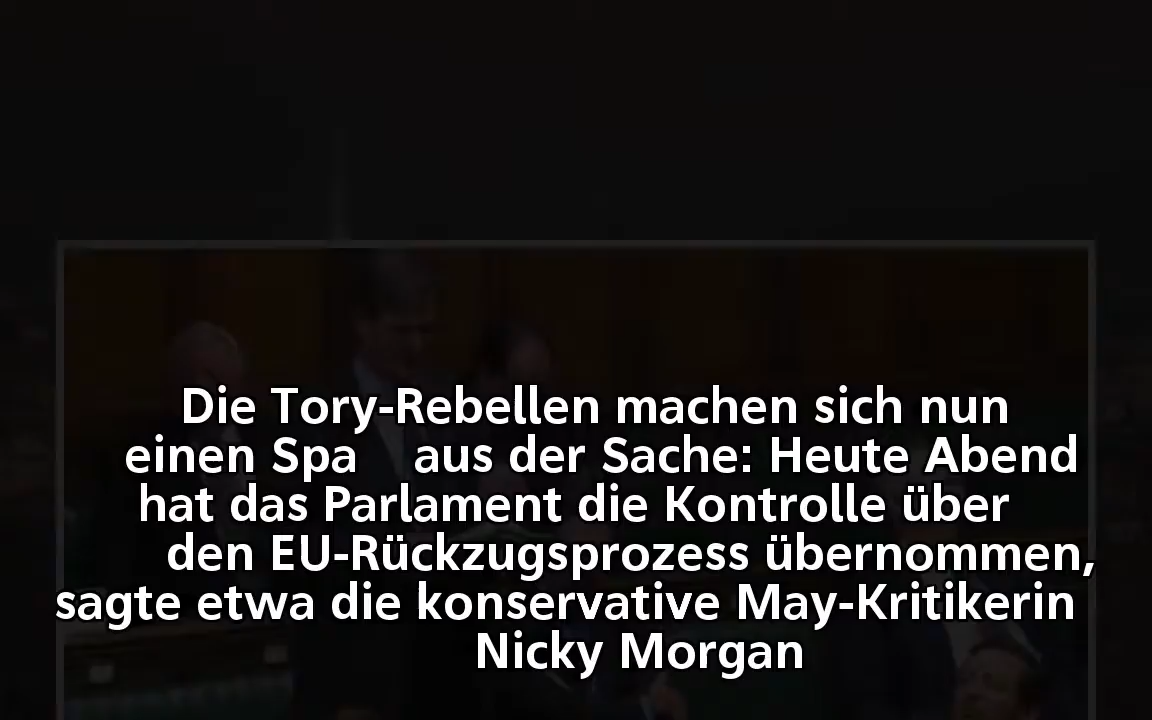 Die Tory-Rebellen machen sich nun
einen Spa aus der Sache: Heute Abend
hat das Parlament die Kontrolle über
den EU-Rückzugsprozess übernommen,
sagte etwa die konservative May-Kritikerin
Nicky Morgan